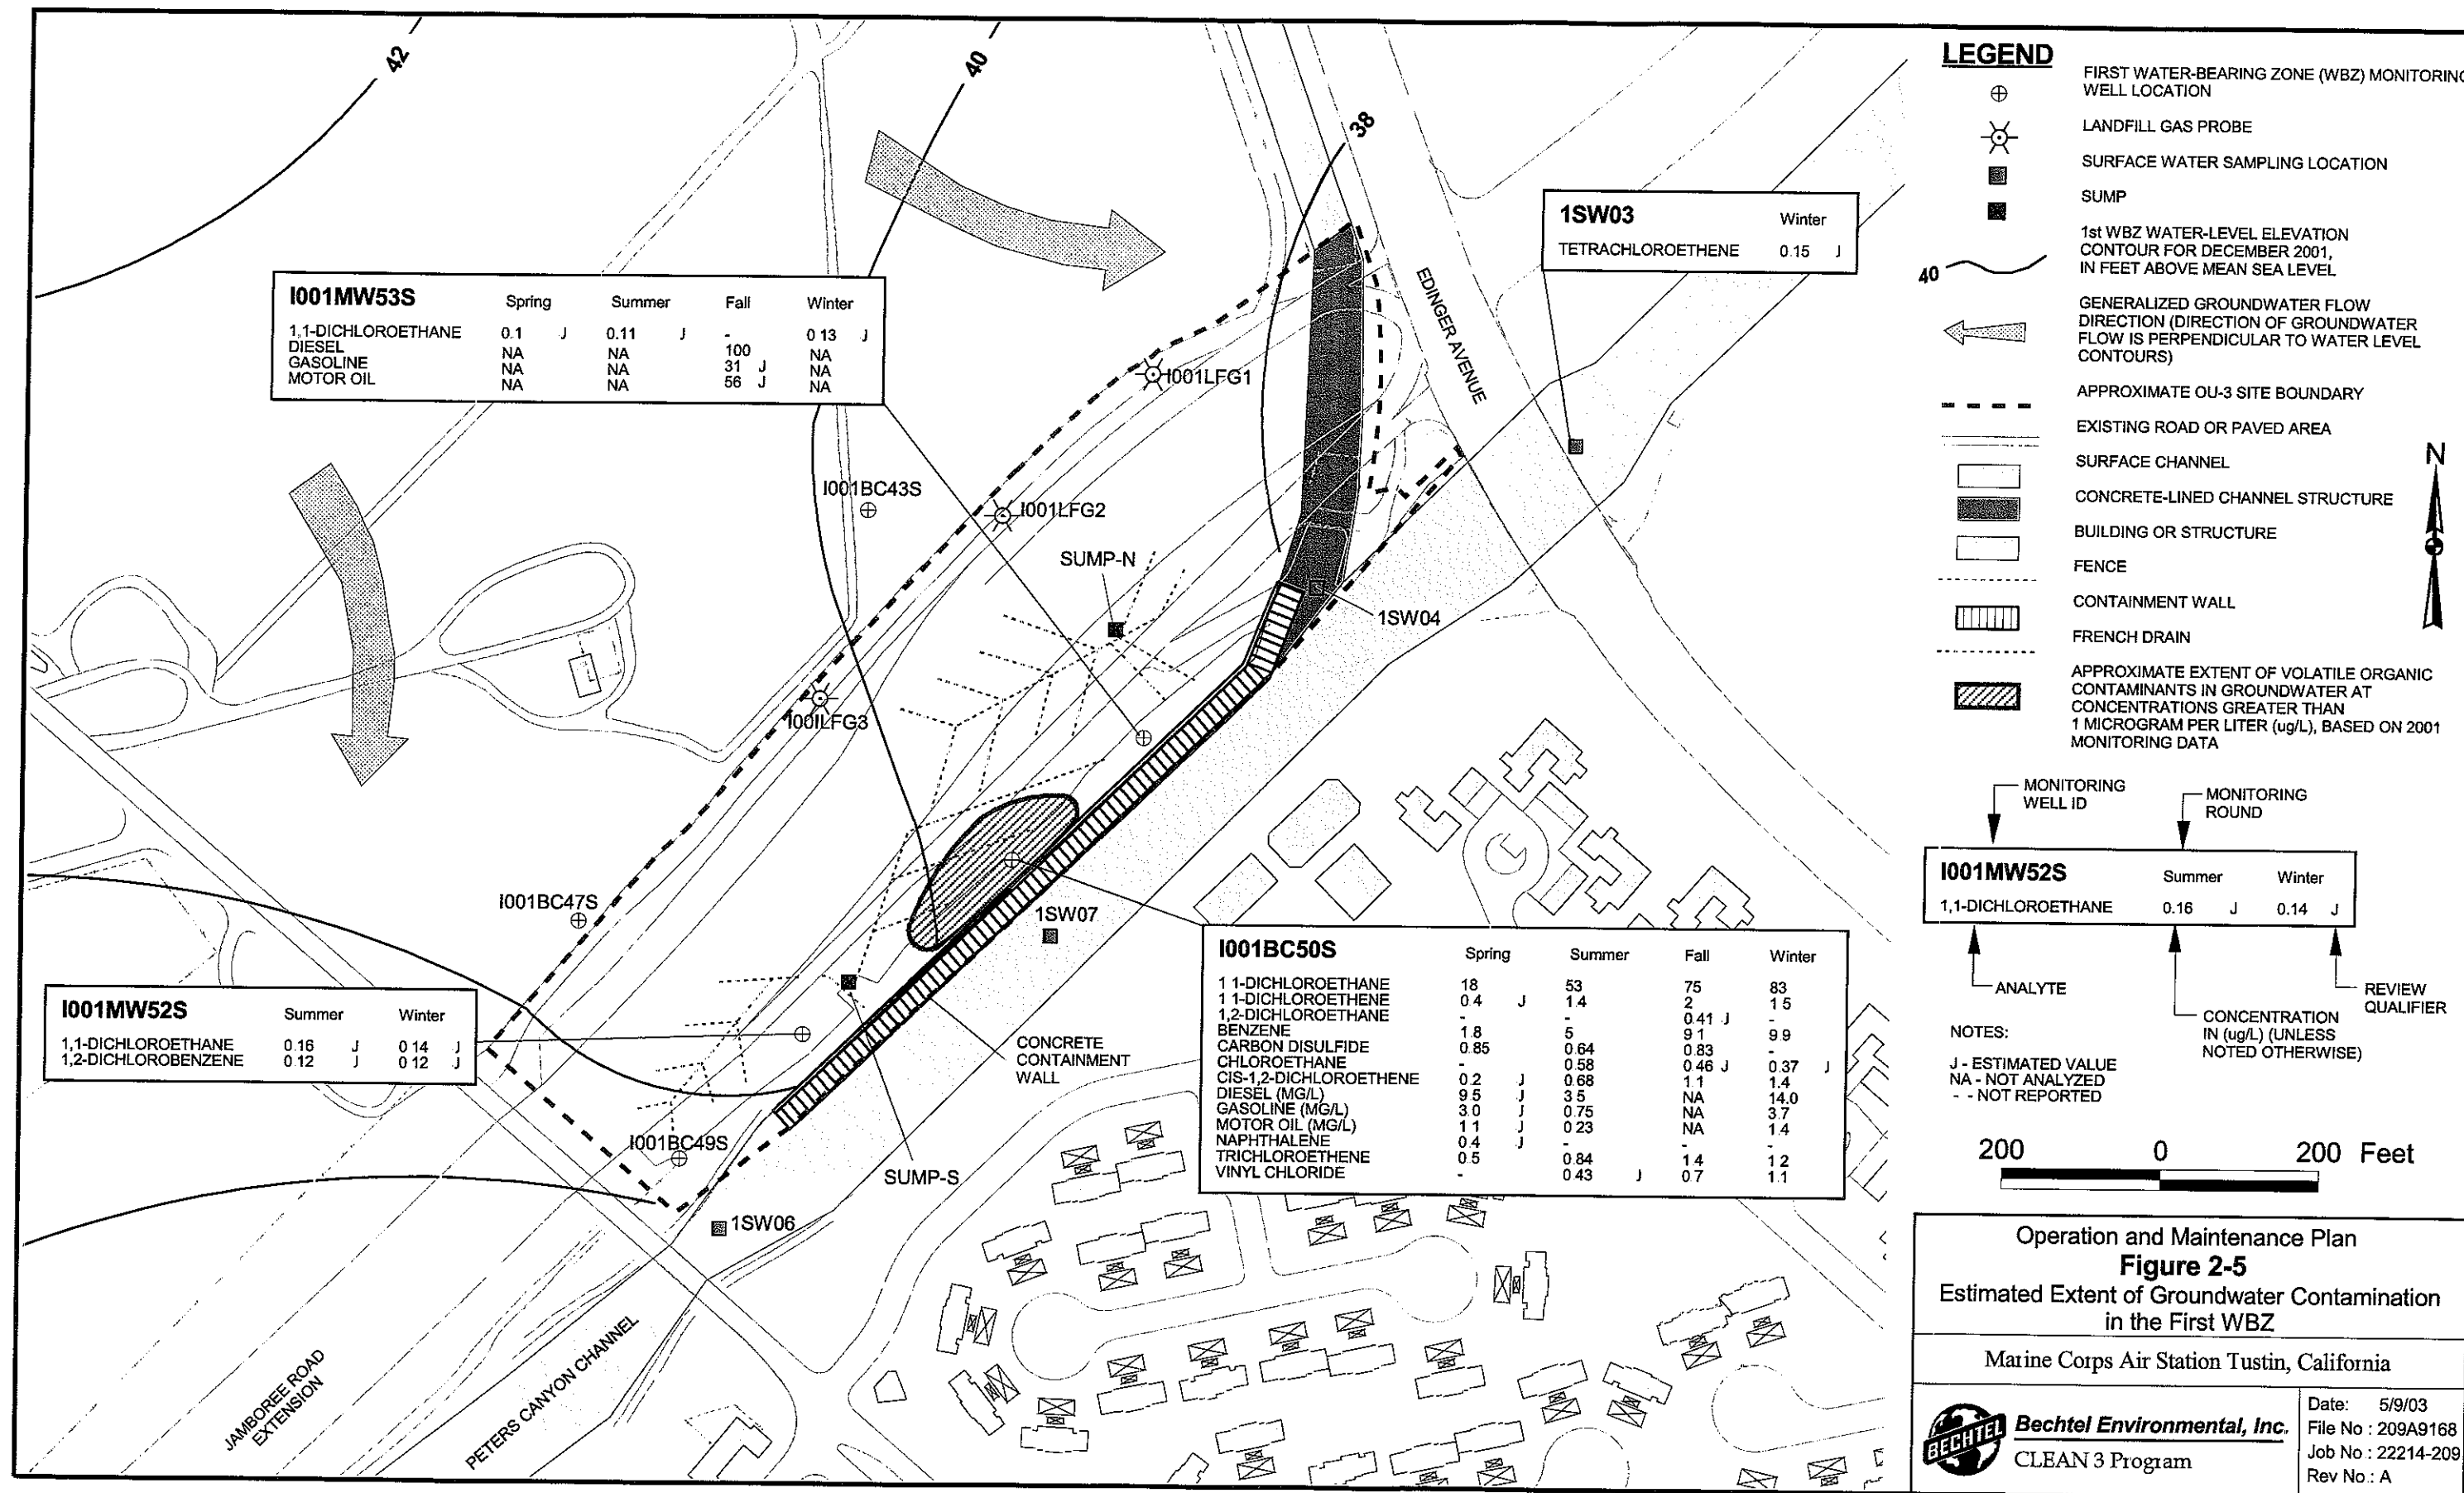 42
40
38
I001MW53S Spring Summer Fall Winter
1,1-DICHLOROETHANE 0.1 J 0.11 J - 0 13 J
DIESEL NA NA 100 NA
GASOLINE NA NA 31 J NA
MOTOR OIL NA NA 56 J NA
1SW03 Winter
TETRACHLOROETHENE 0.15 J
EDINGER AVENUE
I001LFG1
I001BC43S
I001LFG2
SUMP-N
1SW04
I00ILFG3
I001BC47S
1SW07
I001MW52S Summer Winter
1,1-DICHLOROETHANE 0.16 J 0 14 J
1,2-DICHLOROBENZENE 0 12 J 0 12 J
CONCRETE
CONTAINMENT
WALL
I001BC50S Spring Summer Fall Winter
1 1-DICHLOROETHANE 18 53 75 83
1 1-DICHLOROETHENE 0 4 J 1.4 2 1 5
1,2-DICHLOROETHANE - - 0 41 J -
BENZENE 1 8 5 9 1 9 9
CARBON DISULFIDE 0.85 0 64 0 83 -
CHLOROETHANE - 0 58 0 46 J 0.37 J
CIS-1,2-DICHLOROETHENE 0 2 J 0 68 1 1 1.4
DIESEL (MG/L) 9 5 J 3 5 NA 14.0
GASOLINE (MG/L) 3 0 J 0 75 NA 3.7
MOTOR OIL (MG/L) 1 1 J 0 23 NA 1 4
NAPHTHALENE 0 4 J - - -
TRICHLOROETHENE 0 5 0 84 1 4 1 2
VINYL CHLORIDE - 0 43 J 0 7 1.1
I001BC49S
SUMP-S
1SW06
JAMBOREE ROAD
EXTENSION
PETERS CANYON CHANNEL
LEGEND
FIRST WATER-BEARING ZONE (WBZ) MONITORING
WELL LOCATION
LANDFILL GAS PROBE
SURFACE WATER SAMPLING LOCATION
SUMP
1st WBZ WATER-LEVEL ELEVATION
CONTOUR FOR DECEMBER 2001,
IN FEET ABOVE MEAN SEA LEVEL
40
GENERALIZED GROUNDWATER FLOW
DIRECTION (DIRECTION OF GROUNDWATER
FLOW IS PERPENDICULAR TO WATER LEVEL
CONTOURS)
APPROXIMATE OU-3 SITE BOUNDARY
EXISTING ROAD OR PAVED AREA
SURFACE CHANNEL
CONCRETE-LINED CHANNEL STRUCTURE
BUILDING OR STRUCTURE
FENCE
CONTAINMENT WALL
FRENCH DRAIN
APPROXIMATE EXTENT OF VOLATILE ORGANIC
CONTAMINANTS IN GROUNDWATER AT
CONCENTRATIONS GREATER THAN
1 MICROGRAM PER LITER (ug/L), BASED ON 2001
MONITORING DATA
N
MONITORING
WELL ID
MONITORING
ROUND
I001MW52S Summer Winter
1,1-DICHLOROETHANE 0.16 J 0.14 J
ANALYTE
CONCENTRATION
IN (ug/L) (UNLESS
NOTED OTHERWISE)
REVIEW
QUALIFIER
NOTES:
J - ESTIMATED VALUE
NA - NOT ANALYZED
- - NOT REPORTED
200 0 200 Feet
Operation and Maintenance Plan
Figure 2-5
Estimated Extent of Groundwater Contamination
in the First WBZ
Marine Corps Air Station Tustin, California
BECHTEL
Bechtel Environmental, Inc.
CLEAN 3 Program
Date: 5/9/03
File No : 209A9168
Job No : 22214-209
Rev No.: A